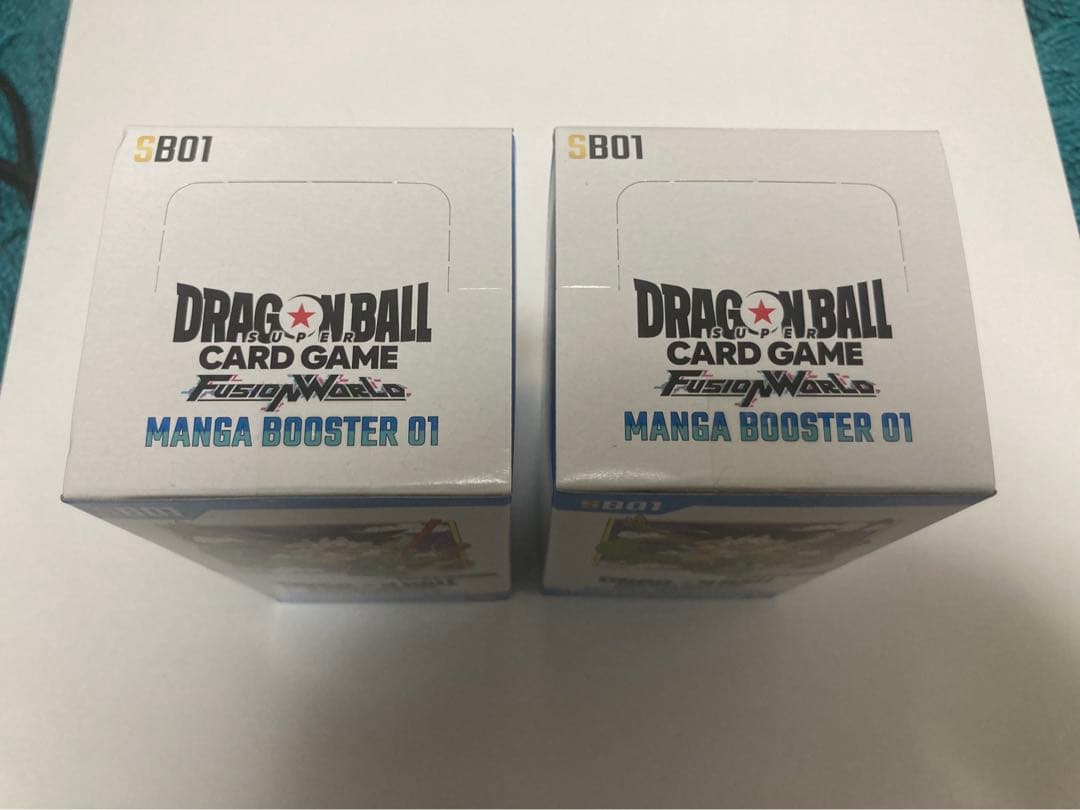 SB01
DRAGON BALL
SUPER
CARD GAME
FUSION WORLD
MANGA BOOSTER 01
SB01
SB01
DRAGON BALL
SUPER
CARD GAME
FUSION WORLD
MANGA BOOSTER 01
SB01